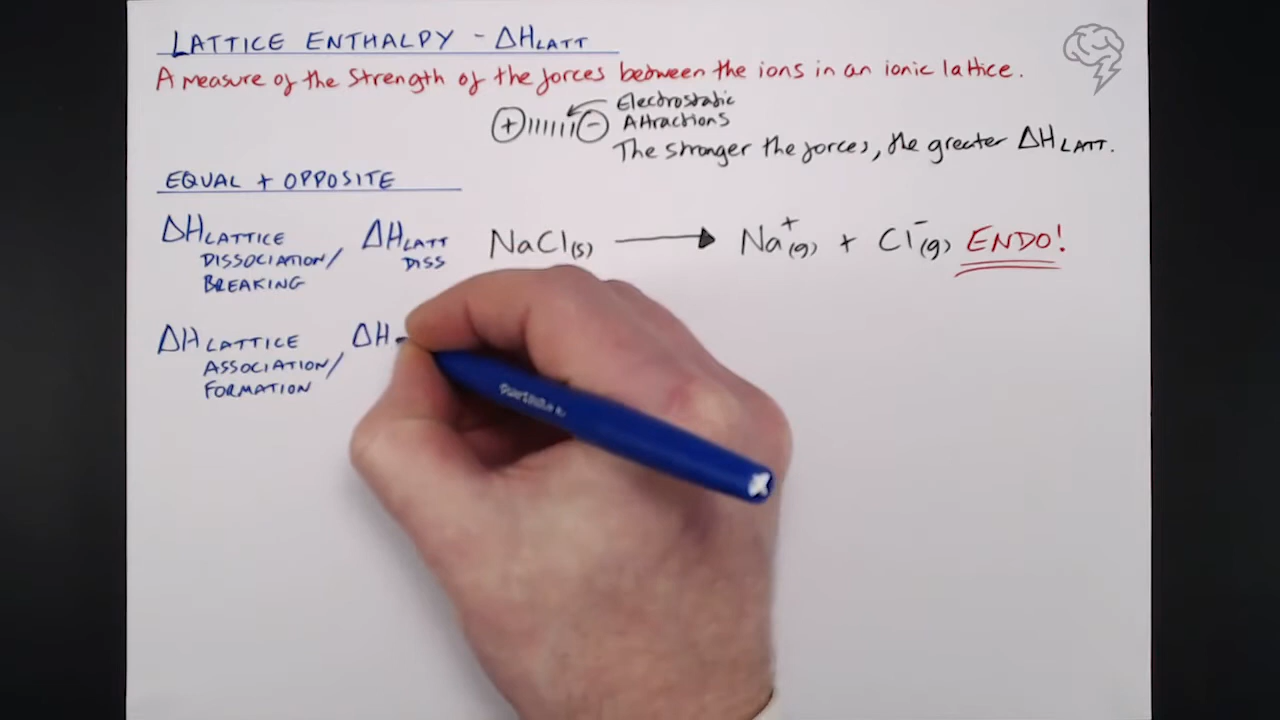 LATTICE ENTHALPY - ΔHLATT
A measure of the strength of the forces between the ions in an ionic lattice.
+ - Electrostatic
Attractions
The stronger the forces, the greater ΔHLATT.
EQUAL + OPPOSITE
ΔHLATTICE DISSOCIATION/BREAKING
ΔHLATT DISS
NaCl(s) → Na+(g) + Cl-(g) ENDO!
ΔHLATTICE ASSOCIATION/FORMATION
ΔH